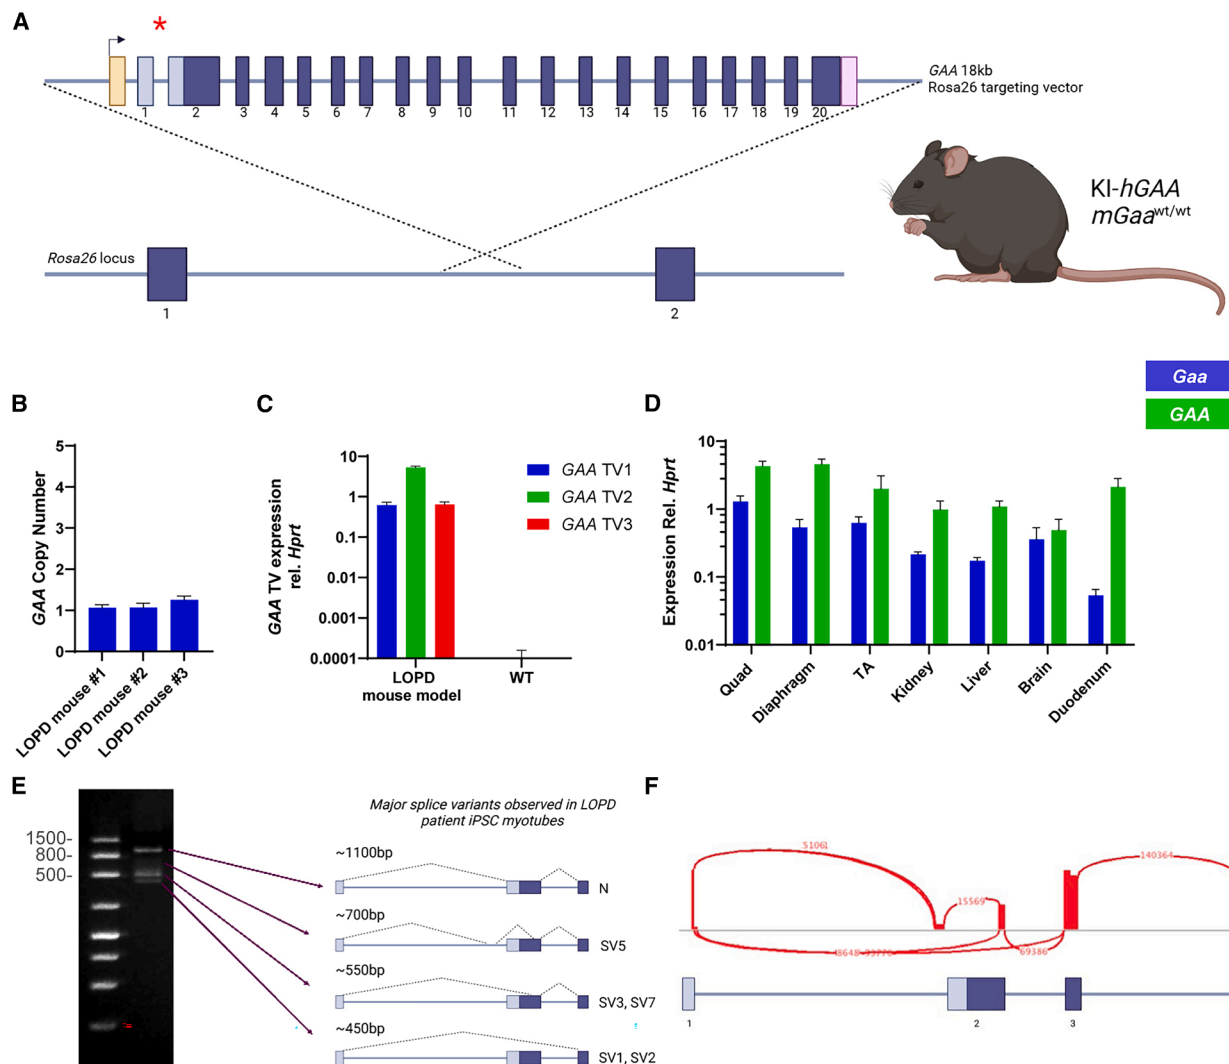 A
*
GAA 18kb
Rosa26 targeting vector
1 2 3 4 5 6 7 8 9 10 11 12 13 14 15 16 17 18 19 20
KI-hGAA
mGaawt/wt
Rosa26 locus
1 2
B
GAA Copy Number
5
4
3
2
1
0
LOPD mouse #1
LOPD mouse #2
LOPD mouse #3
C
GAA TV expression
rel. Hprt
10
1
0.1
0.01
0.001
0.0001
LOPD
mouse model
WT
GAA TV1
GAA TV2
GAA TV3
D
Gaa
GAA
Expression Rel. Hprt
10
1
0.1
0.01
Quad
Diaphragm
TA
Kidney
Liver
Brain
Duodenum
E
1500-
800-
500-
Major splice variants observed in LOPD
patient iPSC myotubes
~1100bp
N
~700bp
SV5
~550bp
SV3, SV7
~450bp
SV1, SV2
F
51061
15569
140364
69386
1 2 3